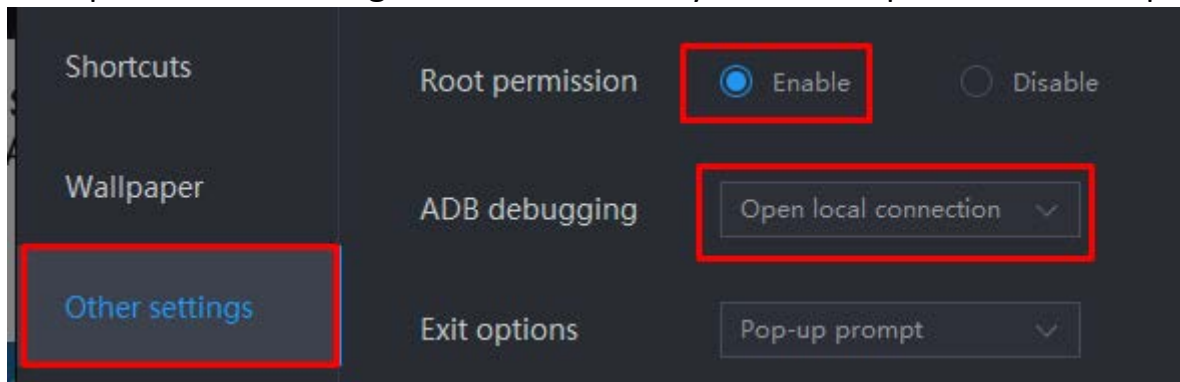 Shortcuts
Root permission
Enable
Disable
Wallpaper
ADB debugging
Open local connection
Other settings
Exit options
Pop-up prompt